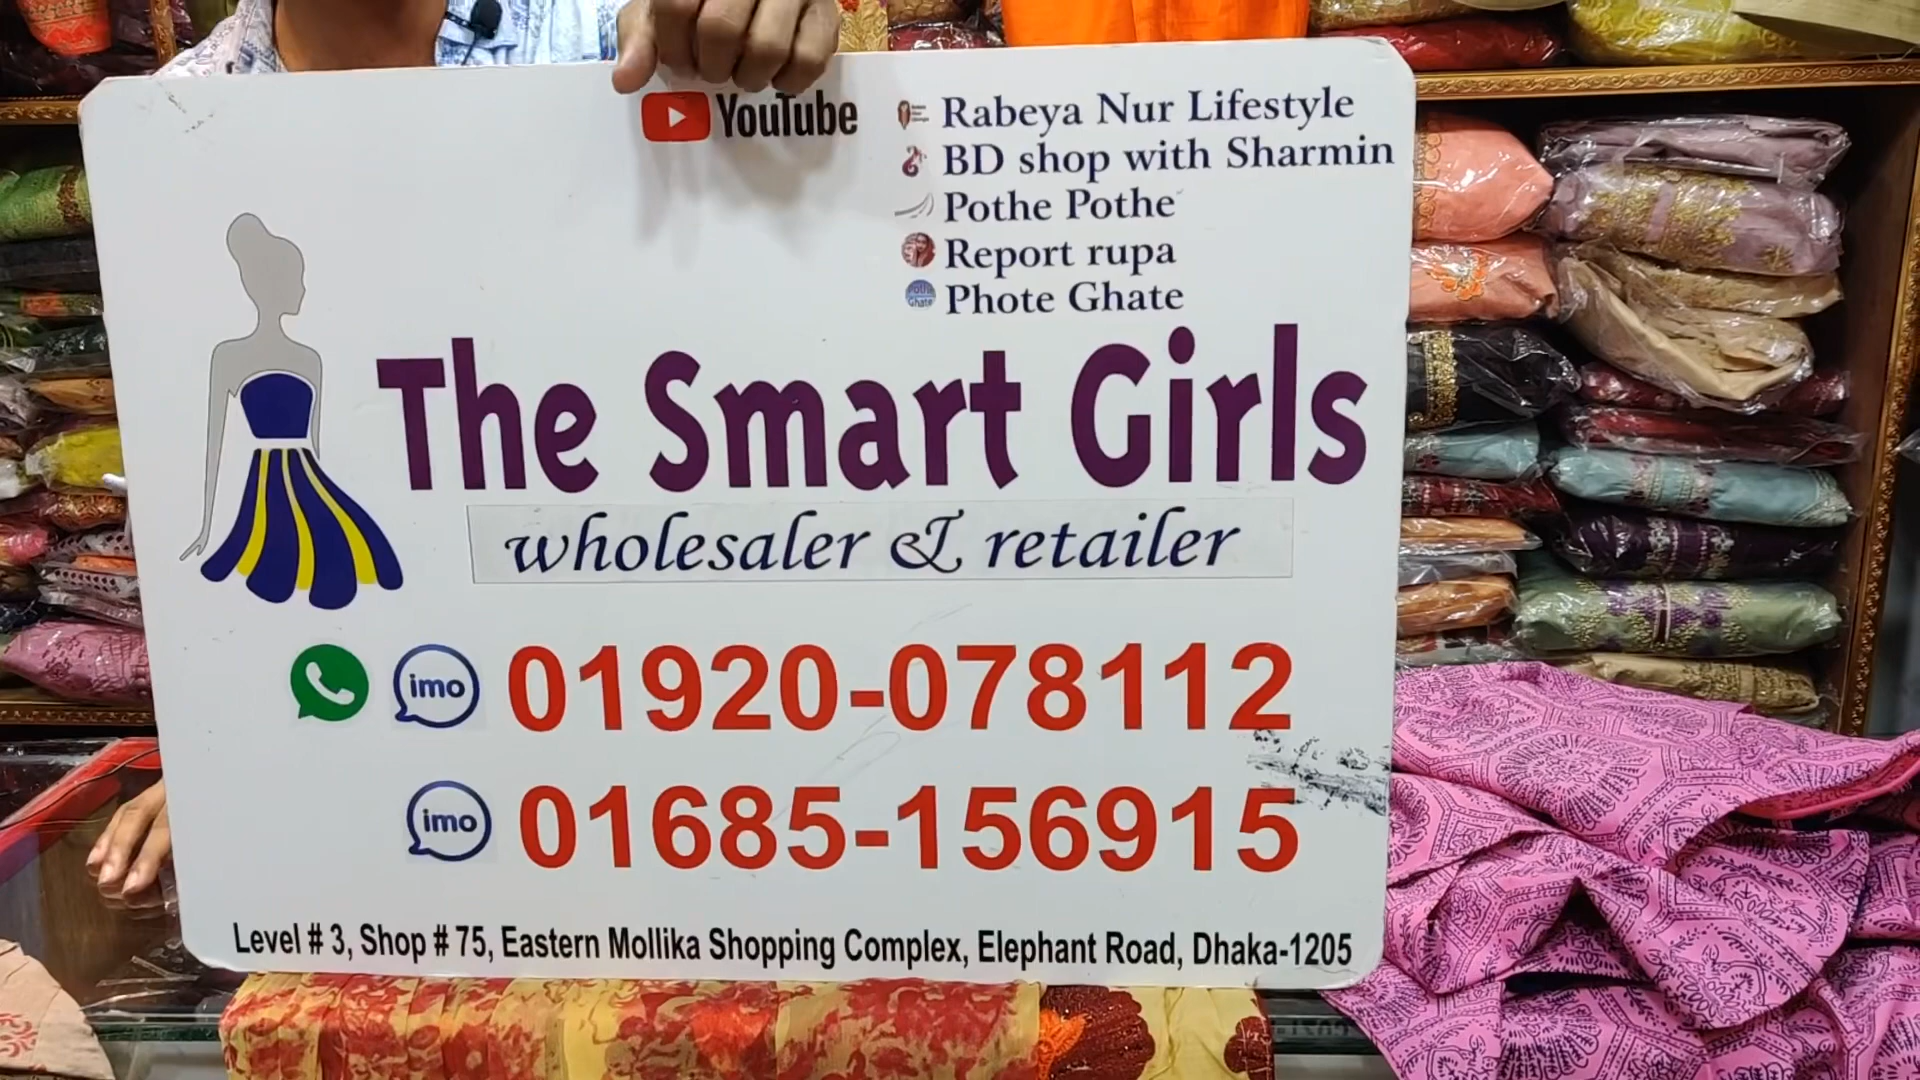 YouTube
Rabeya Nur Lifestyle
BD shop with Sharmin
Pothe Pothe
Report rupa
Phote Ghate
The Smart Girls
wholesaler & retailer
imo 01920-078112
imo 01685-156915
Level # 3, Shop # 75, Eastern Mollika Shopping Complex, Elephant Road, Dhaka-1205